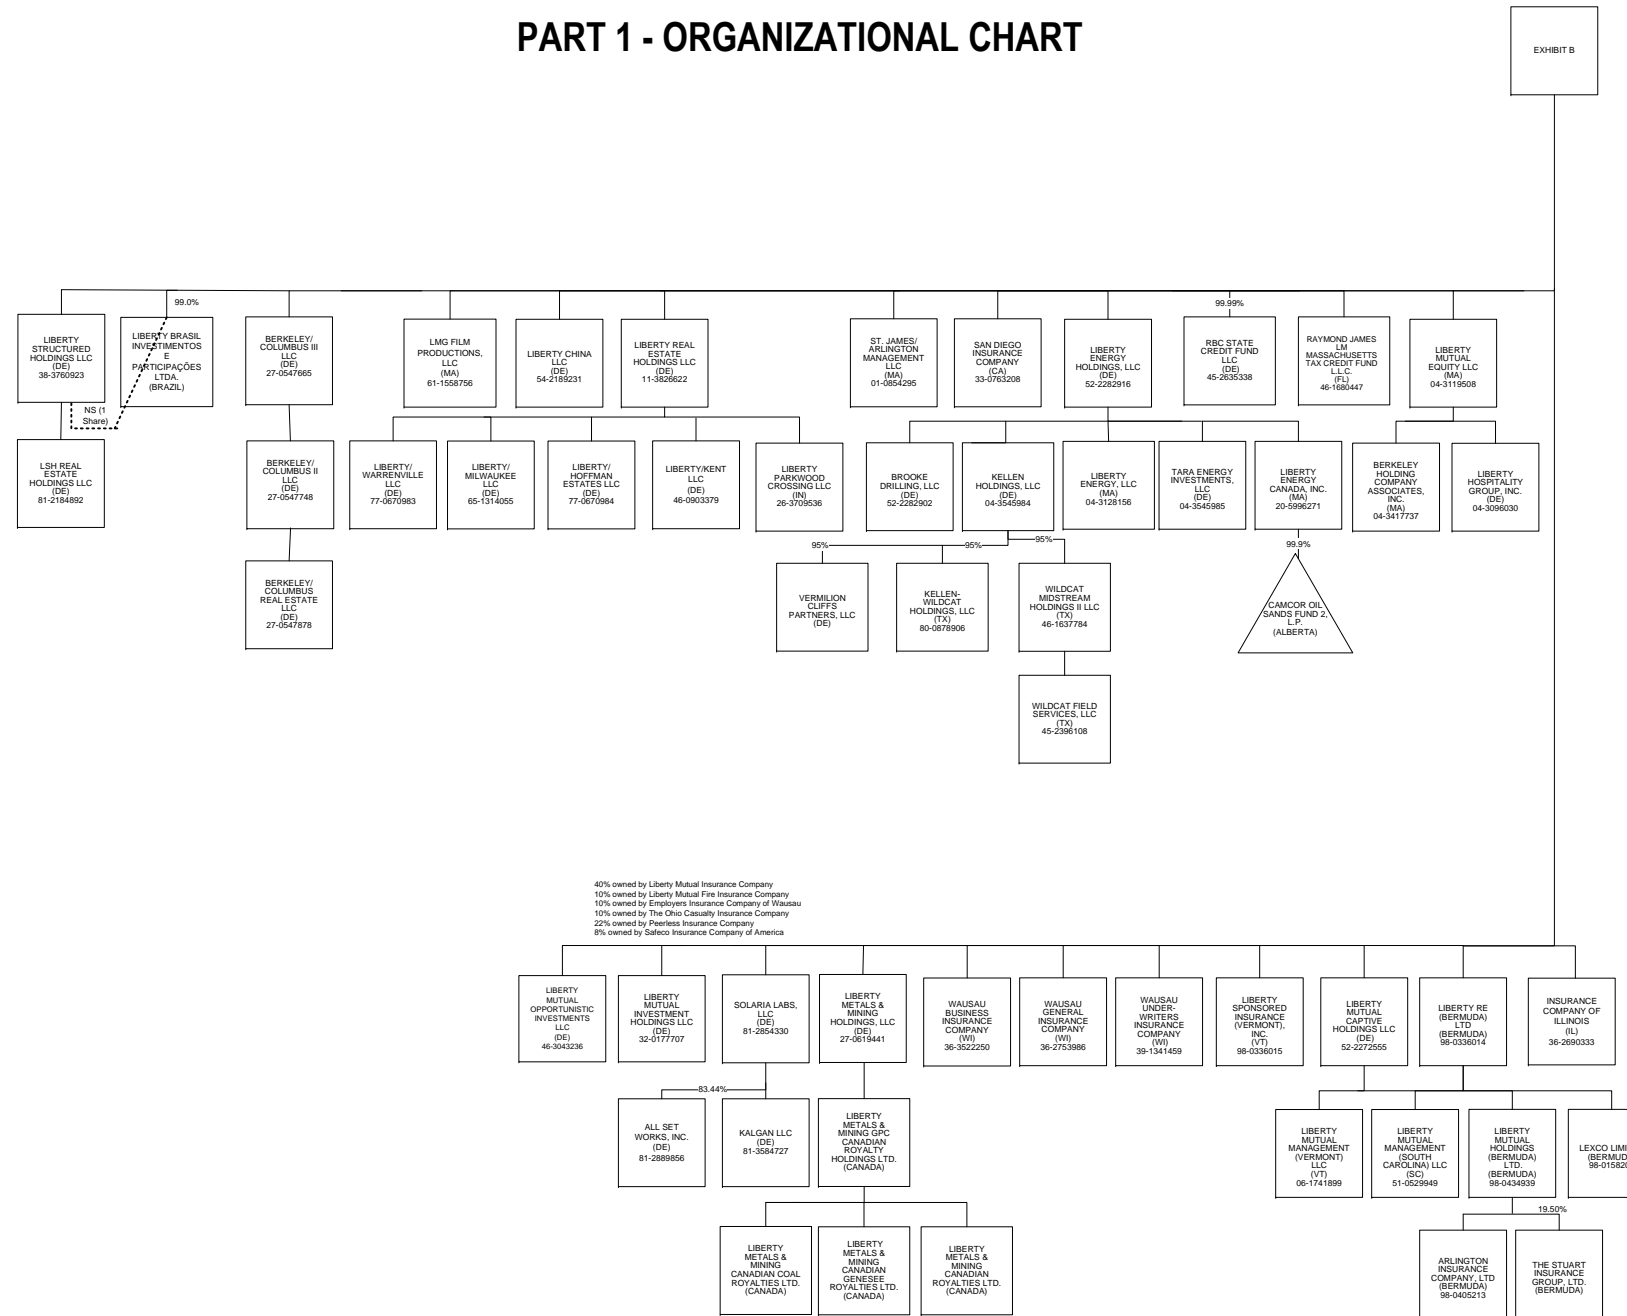 PART 1 - ORGANIZATIONAL CHART
EXHIBIT B
99.0%
99.99%
LIBERTY
STRUCTURED
HOLDINGS LLC
(DE)
38-3760923
LIBERTY BRASIL
INVESTIMENTOS
E
PARTICIPAÇÕES
LTDA.
(BRAZIL)
BERKELEY/
COLUMBUS III
LLC
(DE)
27-0547665
LMG FILM
PRODUCTIONS,
LLC
(MA)
61-1558756
LIBERTY CHINA
LLC
(DE)
54-2189231
LIBERTY REAL
ESTATE
HOLDINGS LLC
(DE)
11-3826622
ST. JAMES/
ARLINGTON
MANAGEMENT
LLC
(MA)
01-0854295
SAN DIEGO
INSURANCE
COMPANY
(CA)
33-0763208
LIBERTY
ENERGY
HOLDINGS, LLC
(DE)
52-2282916
RBC STATE
CREDIT FUND
LLC
(DE)
45-2635338
RAYMOND JAMES
LM
MASSACHUSETTS
TAX CREDIT FUND
L.L.C.
(FL)
46-1680447
LIBERTY
MUTUAL
EQUITY LLC
(MA)
04-3119508
NS (1
Share)
LSH REAL
ESTATE
HOLDINGS LLC
(DE)
81-2184892
BERKELEY/
COLUMBUS II
LLC
(DE)
27-0547748
LIBERTY/
WARRENVILLE
LLC
(DE)
77-0670983
LIBERTY/
MILWAUKEE
LLC
(DE)
65-1314055
LIBERTY/
HOFFMAN
ESTATES LLC
(DE)
77-0670984
LIBERTY/KENT
LLC
(DE)
46-0903379
LIBERTY
PARKWOOD
CROSSING LLC
(IN)
26-3709536
BROOKE
DRILLING, LLC
(DE)
52-2282902
KELLEN
HOLDINGS, LLC
(DE)
04-3545984
LIBERTY
ENERGY, LLC
(MA)
04-3128156
TARA ENERGY
INVESTMENTS,
LLC
(DE)
04-3545985
LIBERTY
ENERGY
CANADA, INC.
(MA)
20-5996271
BERKELEY
HOLDING
COMPANY
ASSOCIATES,
INC.
(MA)
04-3417737
LIBERTY
HOSPITALITY
GROUP, INC.
(DE)
04-3096030
95%
95%
95%
99.9%
BERKELEY/
COLUMBUS
REAL ESTATE
LLC
(DE)
27-0547878
VERMILION
CLIFFS
PARTNERS, LLC
(DE)
KELLEN-
WILDCAT
HOLDINGS, LLC
(TX)
80-0878906
WILDCAT
MIDSTREAM
HOLDINGS II LLC
(TX)
46-1637784
CAMCOR OIL
SANDS FUND 2,
L.P.
(ALBERTA)
WILDCAT FIELD
SERVICES, LLC
(TX)
45-2396108
40% owned by Liberty Mutual Insurance Company
10% owned by Liberty Mutual Fire Insurance Company
10% owned by Employers Insurance Company of Wausau
10% owned by The Ohio Casualty Insurance Company
22% owned by Peerless Insurance Company
8% owned by Safeco Insurance Company of America
LIBERTY
MUTUAL
OPPORTUNISTIC
INVESTMENTS
LLC
(DE)
46-3043236
LIBERTY
MUTUAL
INVESTMENT
HOLDINGS LLC
(DE)
32-0177707
SOLARIA LABS,
LLC
(DE)
81-2854330
LIBERTY
METALS &
MINING
HOLDINGS, LLC
(DE)
27-0619441
WAUSAU
BUSINESS
INSURANCE
COMPANY
(WI)
36-3522250
WAUSAU
GENERAL
INSURANCE
COMPANY
(WI)
36-2753986
WAUSAU
UNDER-
WRITERS
INSURANCE
COMPANY
(WI)
39-1341459
LIBERTY
SPONSORED
INSURANCE
(VERMONT),
INC.
(VT)
98-0336015
LIBERTY
MUTUAL
CAPTIVE
HOLDINGS LLC
(DE)
52-2272555
LIBERTY RE
(BERMUDA)
LTD
(BERMUDA)
98-0336014
INSURANCE
COMPANY OF
ILLINOIS
(IL)
36-2690333
83.44%
ALL SET
WORKS, INC.
(DE)
81-2889856
KALGAN LLC
(DE)
81-3584727
LIBERTY
METALS &
MINING GPC
CANADIAN
ROYALTY
HOLDINGS LTD.
(CANADA)
LIBERTY
MUTUAL
MANAGEMENT
(VERMONT)
LLC
(VT)
06-1741899
LIBERTY
MUTUAL
MANAGEMENT
(SOUTH
CAROLINA) LLC
(SC)
51-0529949
LIBERTY
MUTUAL
HOLDINGS
(BERMUDA)
LTD.
(BERMUDA)
98-0434939
LEXCO LIMI
(BERMUD
98-015820
19.50%
LIBERTY
METALS &
MINING
CANADIAN COAL
ROYALTIES LTD.
(CANADA)
LIBERTY
METALS &
MINING
CANADIAN
GENESEE
ROYALTIES LTD.
(CANADA)
LIBERTY
METALS &
MINING
CANADIAN
ROYALTIES LTD.
(CANADA)
ARLINGTON
INSURANCE
COMPANY, LTD
(BERMUDA)
98-0405213
THE STUART
INSURANCE
GROUP, LTD.
(BERMUDA)